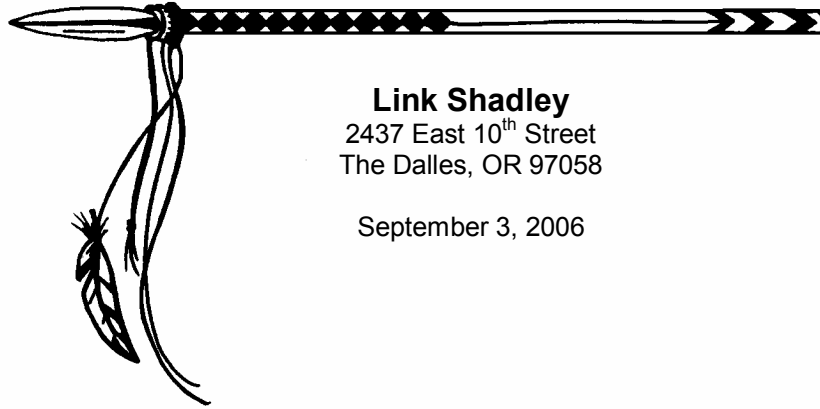 Link Shadley
2437 East 10th Street
The Dalles, OR 97058
September 3, 2006